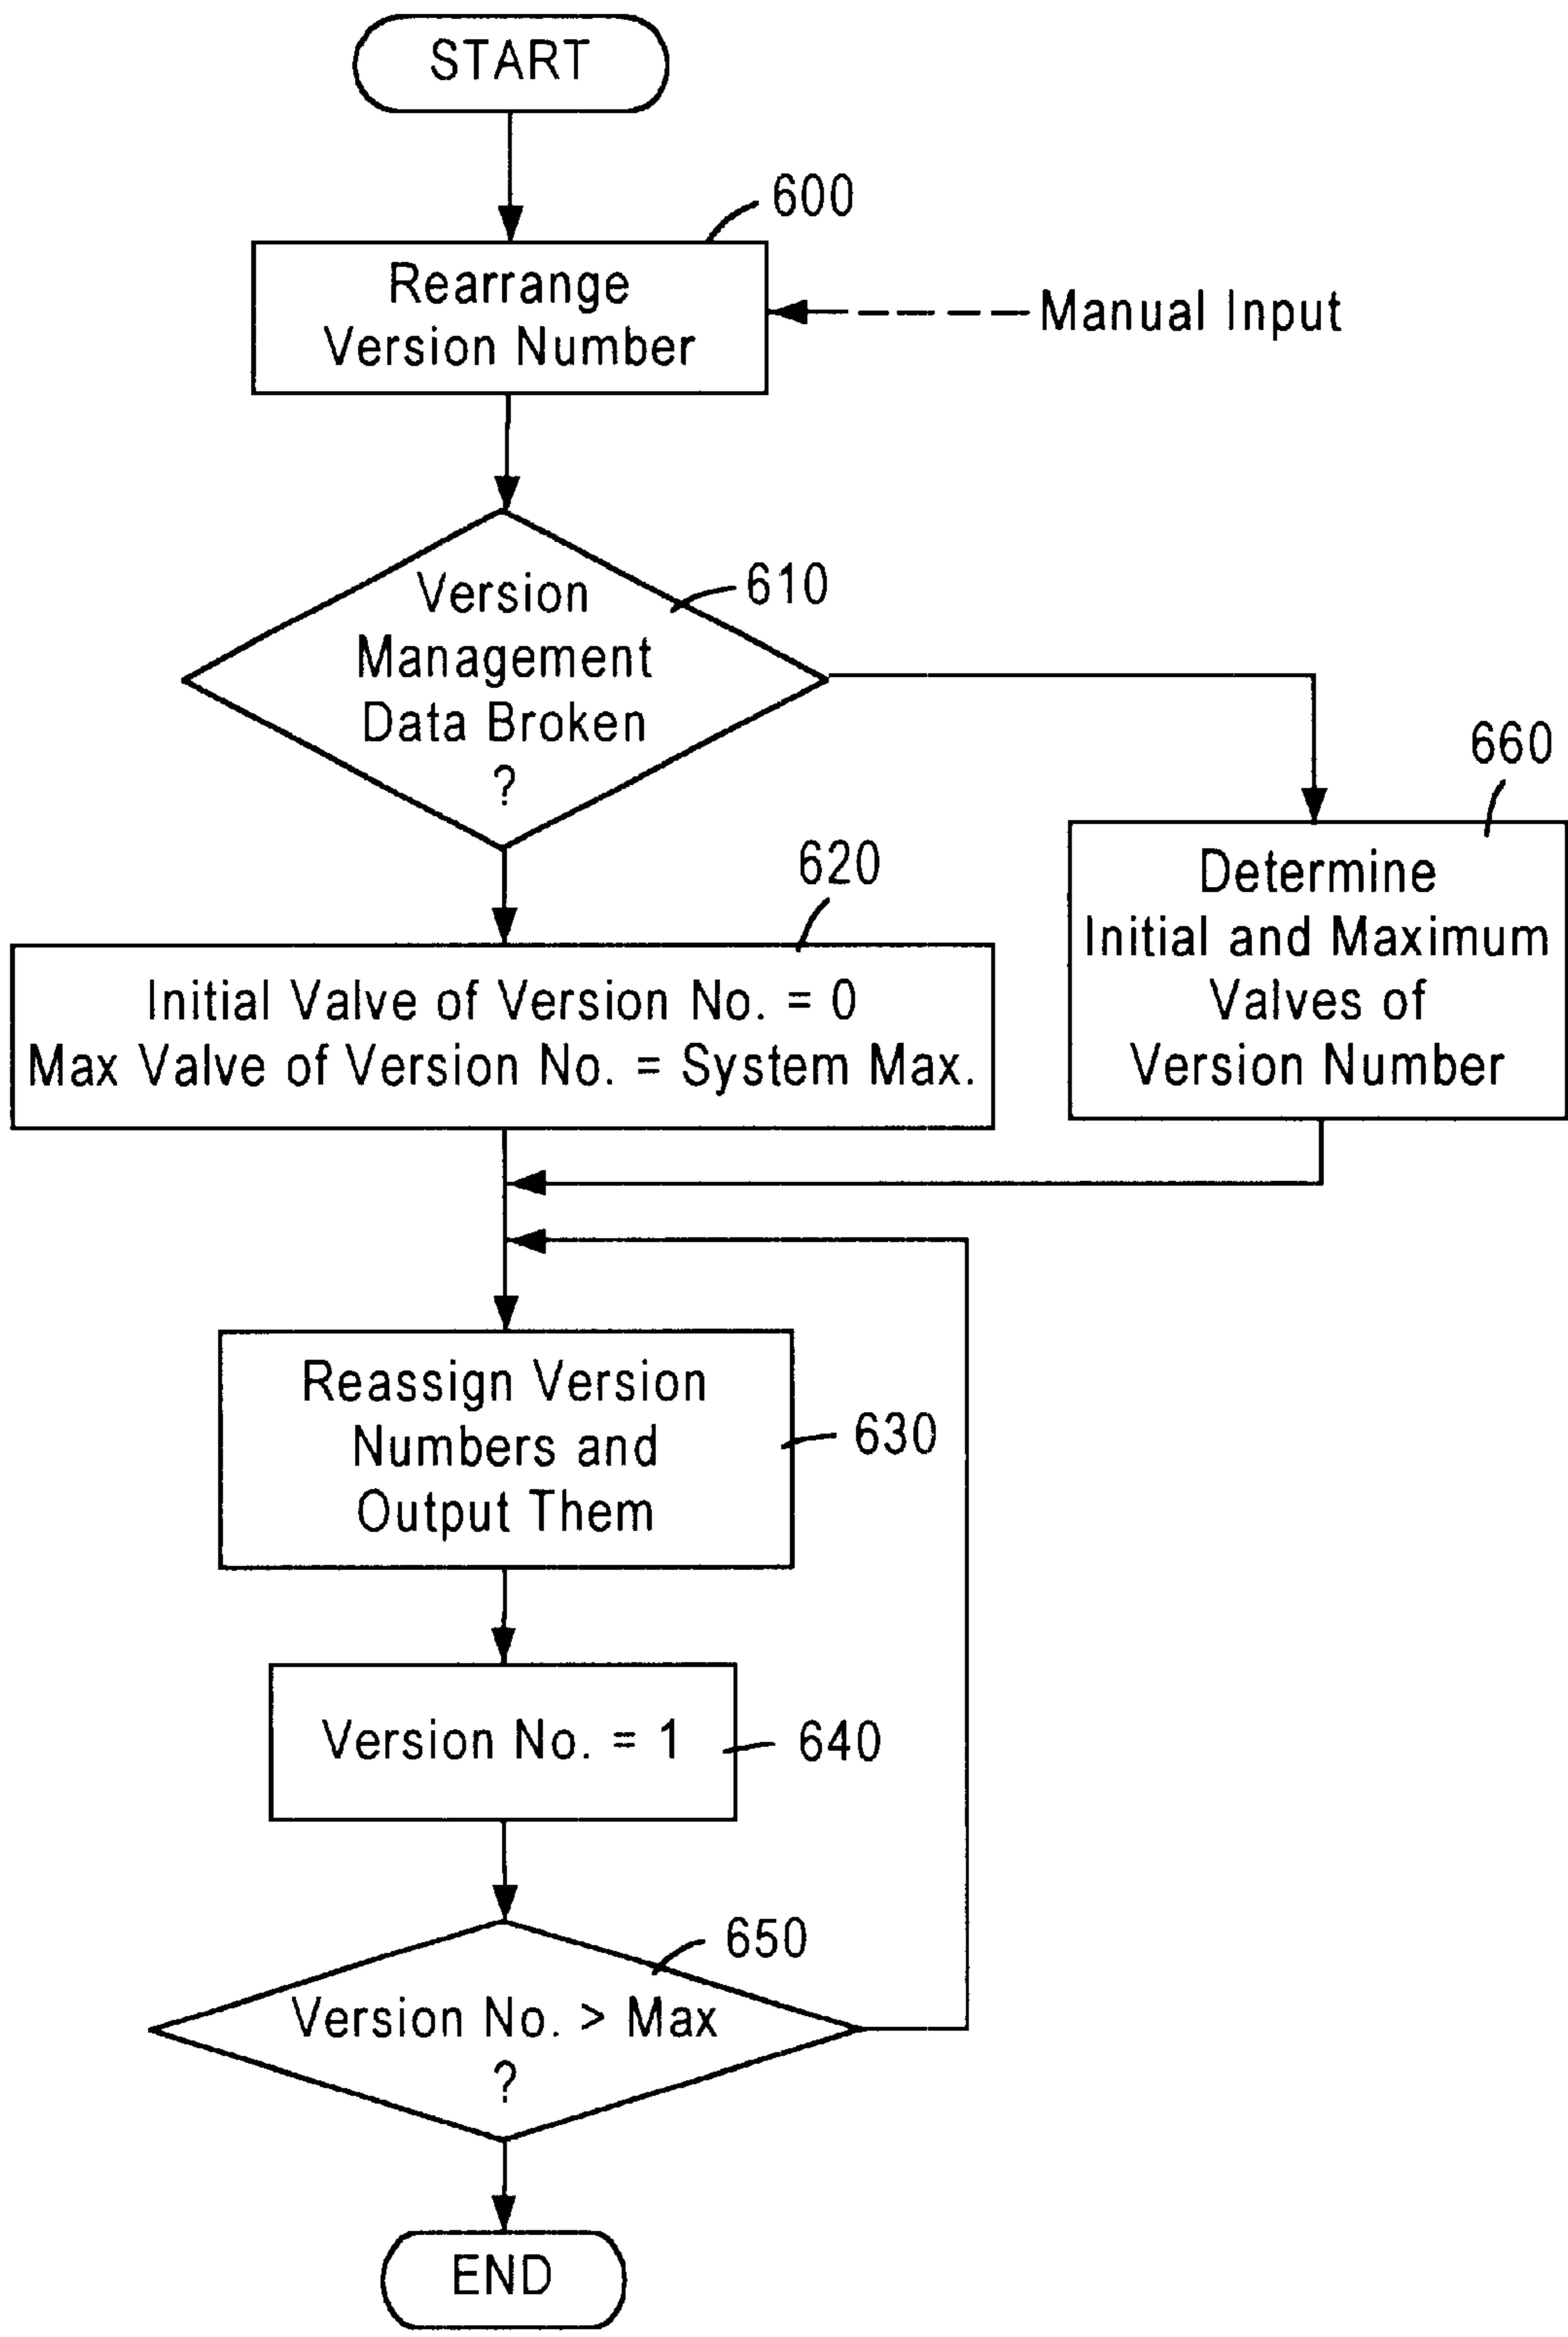 START
600
Rearrange
Version Number
Manual Input
610
Version
Management
Data Broken
?
660
Determine
Initial and Maximum
Valves of
Version Number
620
Initial Valve of Version No. = 0
Max Valve of Version No. = System Max.
Reassign Version
Numbers and
Output Them
630
Version No. = 1
640
650
Version No. > Max
?
END